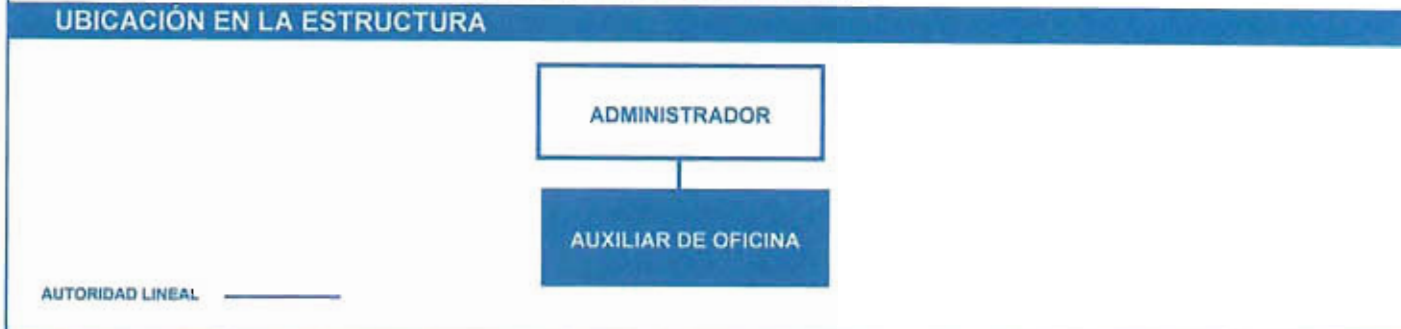 UBICACIÓN EN LA ESTRUCTURA
ADMINISTRADOR
AUXILIAR DE OFICINA
AUTORIDAD LINEAL